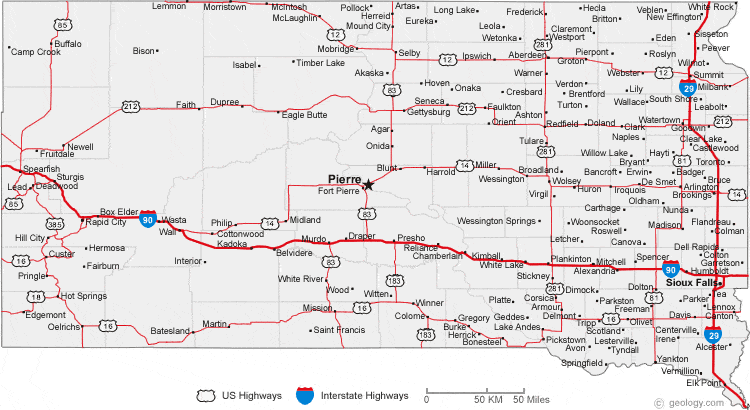 Lemmon Morristown McIntosh Pollock Artas Long Lake Frederick Hecla Veblen White Rock
McLaughlin Herreid Eureka Leola Britton New Effington
85 Mound City Wetonka Claremont Sisseton
Buffalo 12 Westport Eden Peever
Camp Crook Bison Mobridge Selby 281 Pierpont Roslyn Wilmot
Isabel Timber Lake 12 Ipswich Aberdeen Groton Summit
Akaska Warner Webster 12 Milbank
Hoven Onaka Verdon Lily 29
83 Cresbard Brentford Wallace South Shore
212 Faith Dupree Seneca Faulkton Turton Labolt
Eagle Butte Gettysburg Ashton Watertown 212
Orient Redfield Doland Clark Goodwin
Agar Naples Clear Lake
Newell Onida Tulare Castlewood
Fruitdale 281 Willow Lake Hayti 81 Toronto
Spearfish Blunt 14 Miller Broadland Bryant Erwin
Sturgis Pierre Harrold Bancroft Badger
Lead Deadwood Fort Pierre Wessington Wolsey De Smet Bruce
85 Huron Iroquois Arlington
Virgil Oldham Brookings 14
Box Elder 90 Wasta 83 Carthage Nunda
385 Rapid City Philip 14 Midland Wessington Springs Woonsocket Madison Flandreau
Wall Cottonwood Roswell Colman
Hill City Kadoka Murdo Draper Presho Letcher Canova
Hermosa Reliance Dell Rapids
Custer Belvidere Chamberlain Kimball Plankinton Spencer Colton
16 Interior 83 White Lake Mitchell 90 Garretson
Fairburn Alexandria Humboldt
Pringle White River 183 Stickney Sioux Falls
18 Hot Springs Wood Witten 281 Dimock Dolton Tea
Platte Corsica 81 Lennox
Edgemont Mission 16 Winner Armour Parkston Freeman Davis Canton
Oelrichs 16 Martin Colome Gregory Geddes Delmont 16 Olivet
Batesland Saint Francis Burke Lake Andes Tripp Scotland Centerville 29
183 Herrick Pickstown Lesterville Irene Alcester
Bonesteel Avon Tyndall
Springfield Yankton
Vermillion
Elk Point
US Highways Interstate Highways 0 50 KM 50 Miles
© geology.com